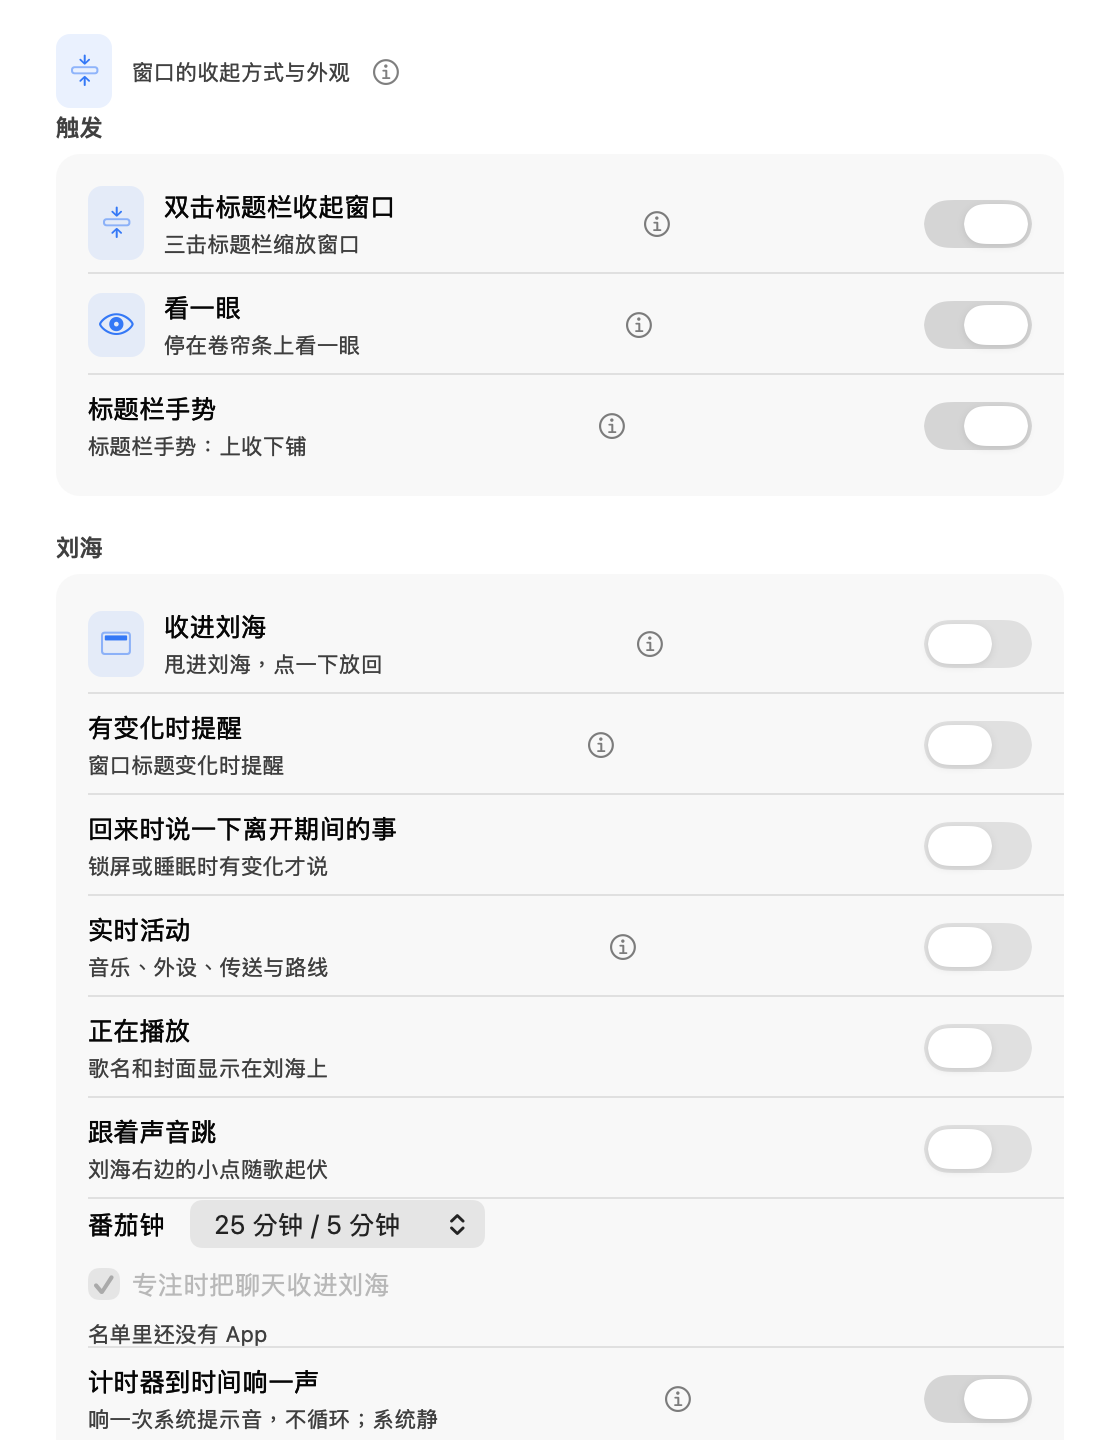 窗口的收起方式与外观
触发
双击标题栏收起窗口
三击标题栏缩放窗口
看一眼
停在卷帘条上看一眼
标题栏手势
标题栏手势：上收下铺
刘海
收进刘海
甩进刘海，点一下放回
有变化时提醒
窗口标题变化时提醒
回来时说一下离开期间的事
锁屏或睡眠时有变化才说
实时活动
音乐、外设、传送与路线
正在播放
歌名和封面显示在刘海上
跟着声音跳
刘海右边的小点随歌起伏
番茄钟 25 分钟 / 5 分钟
专注时把聊天收进刘海
名单里还没有 App
计时器到时间响一声
响一次系统提示音，不循环；系统静